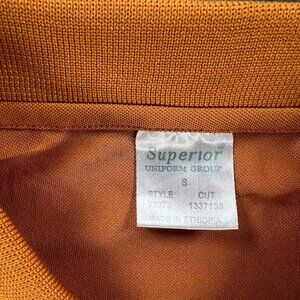 Superior
UNIFORM GROUP
S
STYLE CUT
1337138
MADE IN ETHIOPIA